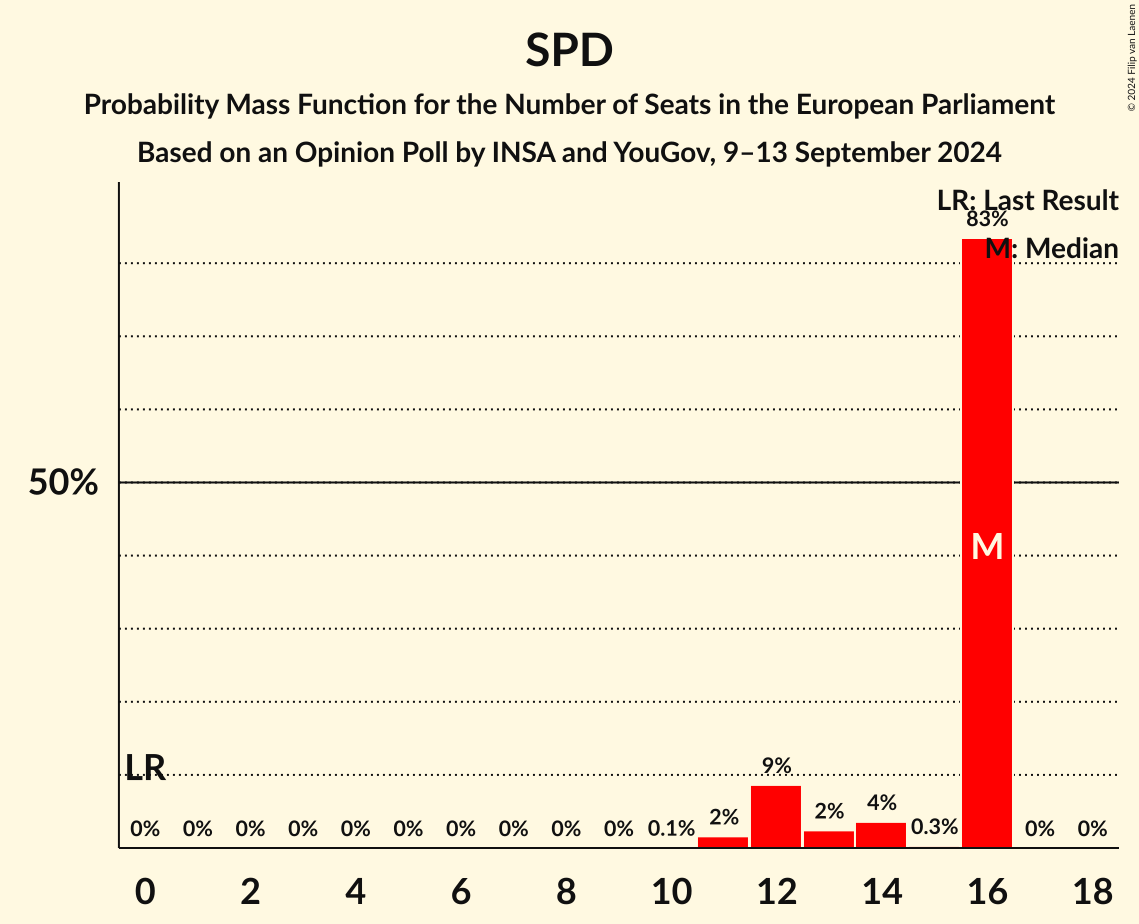 SPD
Probability Mass Function for the Number of Seats in the European Parliament
Based on an Opinion Poll by INSA and YouGov, 9–13 September 2024
© 2024 Filip van Laenen
LR: Last Result
83%
M: Median
50%
M
LR
0% 0% 0% 0% 0% 0% 0% 0% 0% 0% 0.1% 2% 9% 2% 4% 0.3% 0% 0%
0 2 4 6 8 10 12 14 16 18